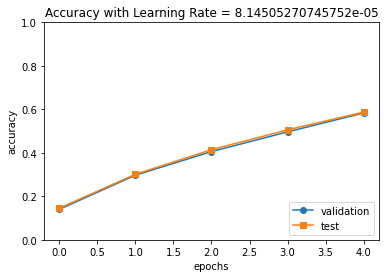 Accuracy with Learning Rate = 8.14505270745752e-05
1.0
0.8
0.6
0.4
0.2
0.0
accuracy
0.0 0.5 1.0 1.5 2.0 2.5 3.0 3.5 4.0
epochs
validation
test